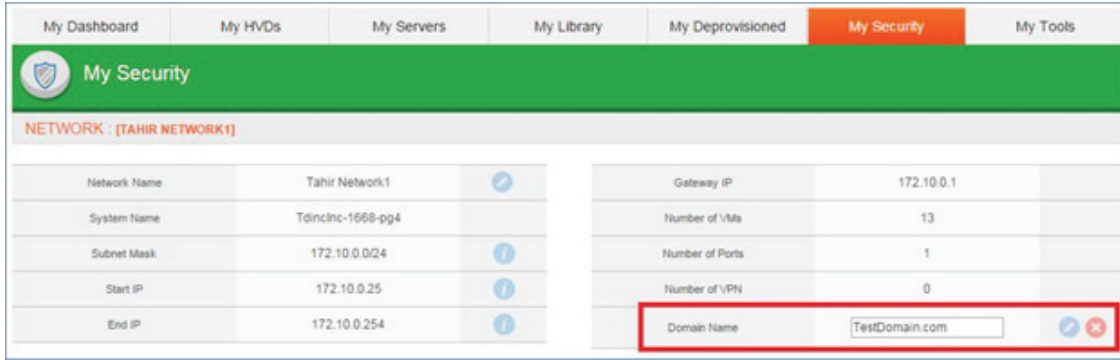 My Dashboard My HVDs My Servers My Library My Deprovisioned My Security My Tools
My Security
NETWORK : [TAHIR NETWORK1]
Network Name Tahir Network1
System Name TdincInc-1668-pg4
Subnet Mask 172.10.0.0/24
Start IP 172.10.0.25
End IP 172.10.0.254
Gateway IP 172.10.0.1
Number of VMs 13
Number of Ports 1
Number of VPN 0
Domain Name TestDomain.com